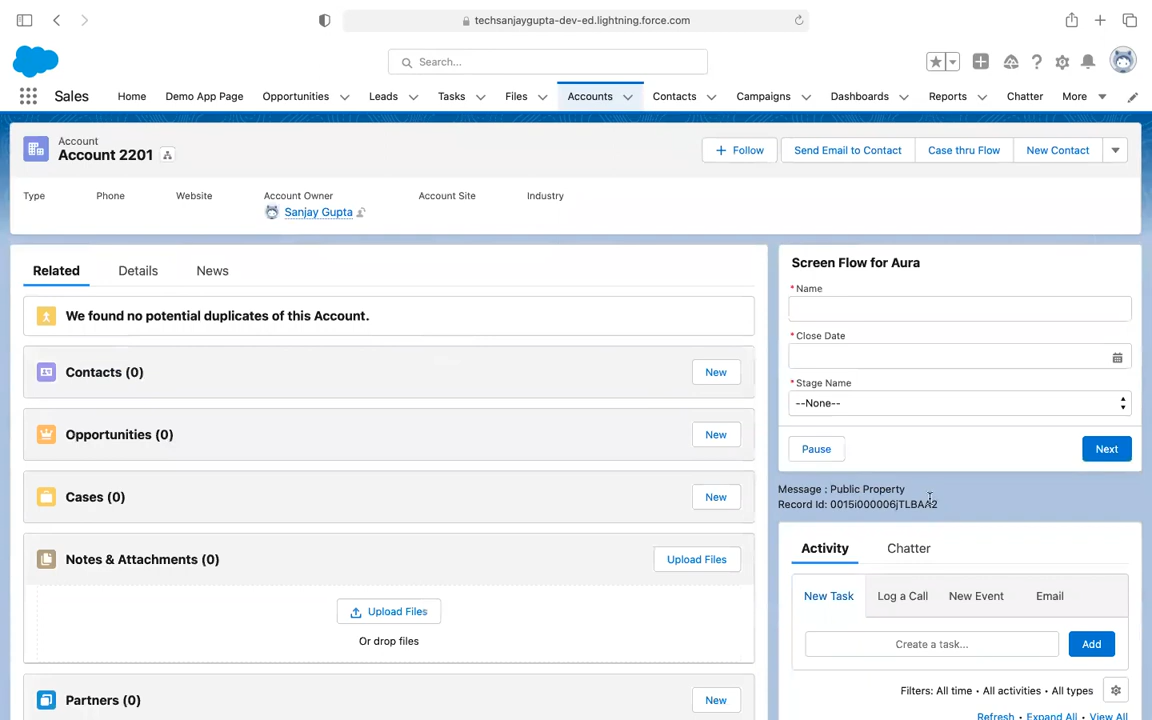 techsanjaygupta-dev-ed.lightning.force.com
Search...
Sales Home Demo App Page Opportunities Leads Tasks Files Accounts Contacts Campaigns Dashboards Reports Chatter More
Account
Account 2201
Follow Send Email to Contact Case thru Flow New Contact
Type Phone Website Account Owner Account Site Industry
Sanjay Gupta
Related Details News
We found no potential duplicates of this Account.
Contacts (0) New
Opportunities (0) New
Cases (0) New
Notes & Attachments (0) Upload Files
Upload Files
Or drop files
Partners (0) New
Screen Flow for Aura
* Name
* Close Date
* Stage Name
--None--
Pause Next
Message : Public Property
Record Id: 0015i000006jTLBAA2
Activity Chatter
New Task Log a Call New Event Email
Create a task... Add
Filters: All time • All activities • All types
Refresh • Expand All • View All